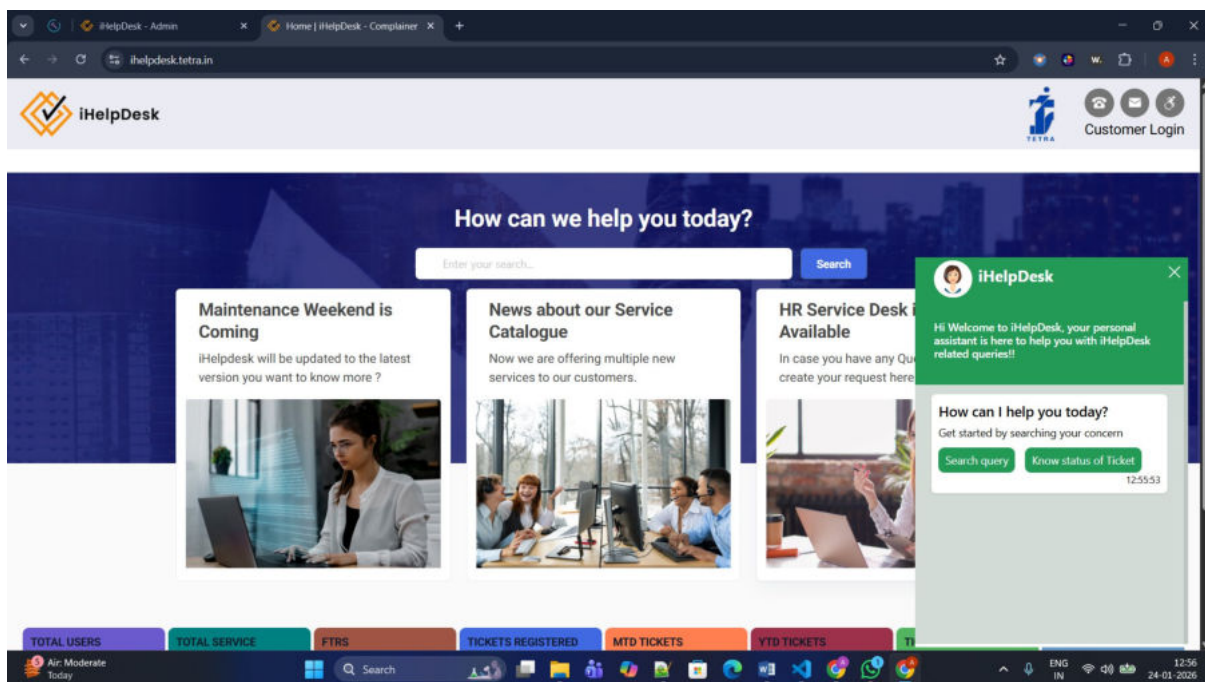 iHelpDesk - Admin
Home | iHelpDesk - Complainer
ihelpdesk.tetra.in
iHelpDesk
TETRA
Customer Login
How can we help you today?
Enter your search...
Search
Maintenance Weekend is
Coming
iHelpdesk will be updated to the latest
version you want to know more ?
News about our Service
Catalogue
Now we are offering multiple new
services to our customers.
HR Service Desk i
Available
In case you have any Qu
create your request here
iHelpDesk
Hi Welcome to iHelpDesk, your personal
assistant is here to help you with iHelpDesk
related queries!!
How can I help you today?
Get started by searching your concern
Search query
Know status of Ticket
12:55:53
TOTAL USERS
TOTAL SERVICE
FTRS
TICKETS REGISTERED
MTD TICKETS
YTD TICKETS
Air: Moderate
Today
Search
ENG
IN
12:56
24-01-2026